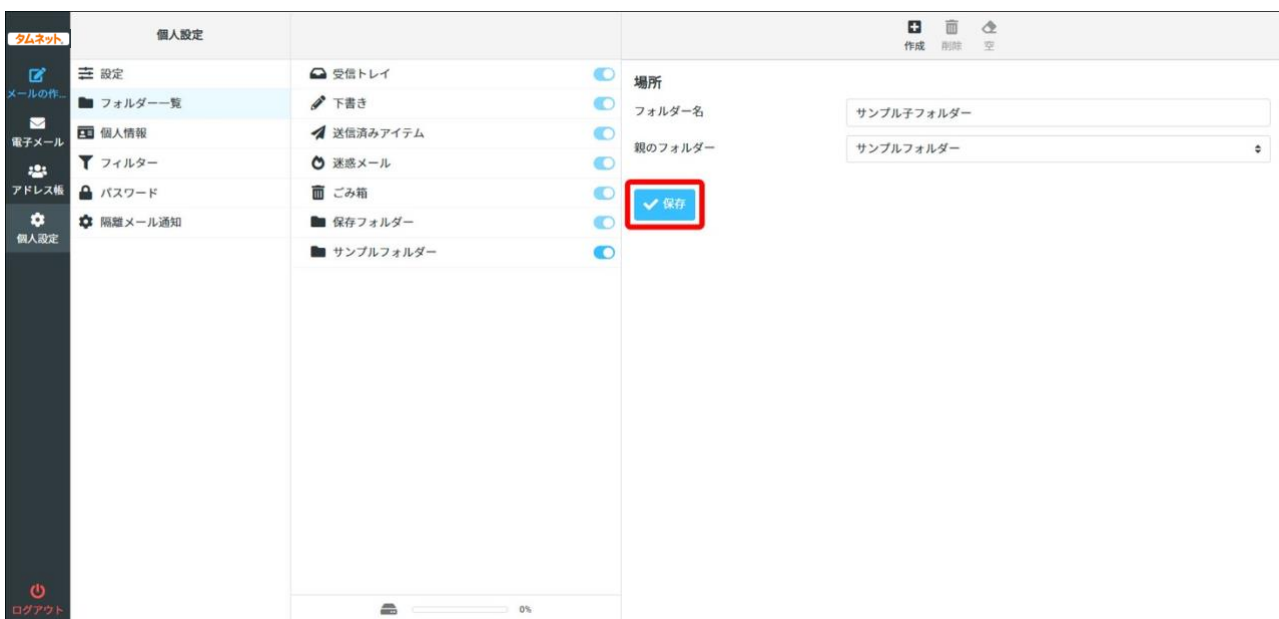 タムネット
メールの作...
電子メール
アドレス帳
個人設定
ログアウト
個人設定
設定
フォルダー一覧
個人情報
フィルター
パスワード
隔離メール通知
受信トレイ
下書き
送信済みアイテム
迷惑メール
ごみ箱
保存フォルダー
サンプルフォルダー
0%
作成 削除 空
場所
フォルダー名 サンプル子フォルダー
親のフォルダー サンプルフォルダー
保存